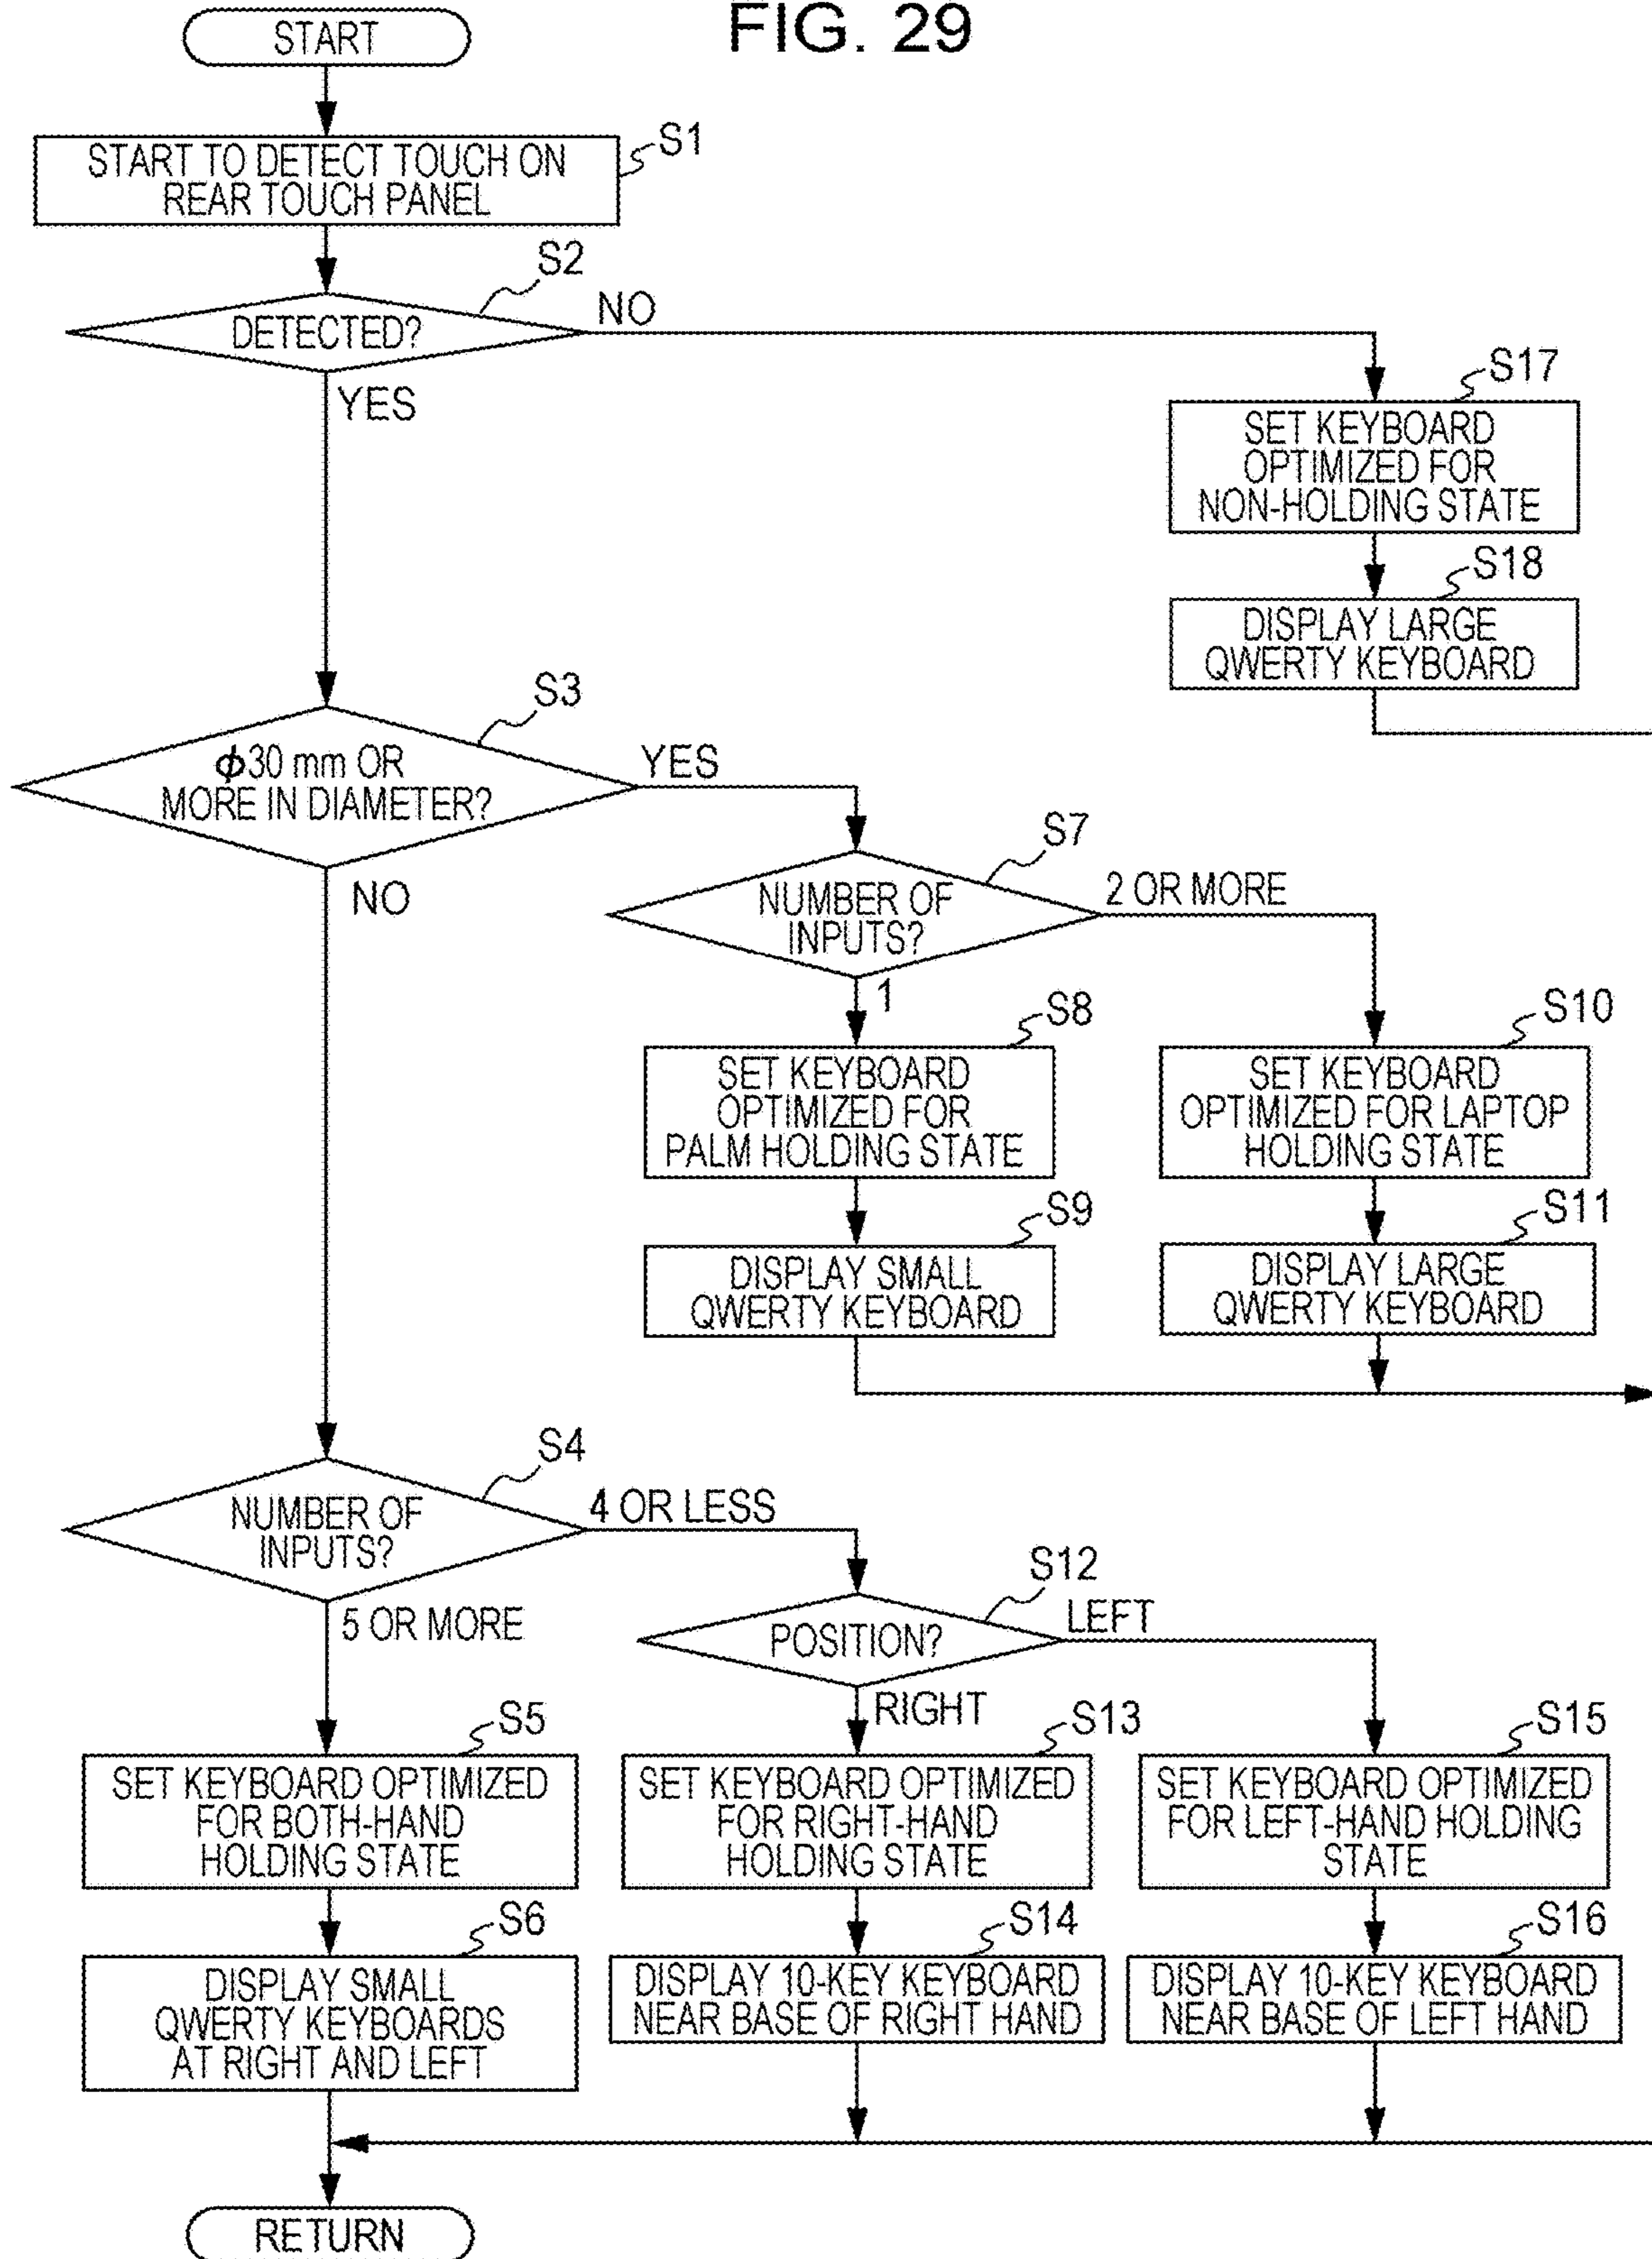 FIG. 29
START
S1
START TO DETECT TOUCH ON
REAR TOUCH PANEL
S2
DETECTED?
NO
YES
S17
SET KEYBOARD
OPTIMIZED FOR
NON-HOLDING STATE
S18
DISPLAY LARGE
QWERTY KEYBOARD
S3
ϕ30 mm OR
MORE IN DIAMETER?
YES
NO
S7
NUMBER OF
INPUTS?
2 OR MORE
1
S8
SET KEYBOARD
OPTIMIZED FOR
PALM HOLDING STATE
S10
SET KEYBOARD
OPTIMIZED FOR LAPTOP
HOLDING STATE
S9
DISPLAY SMALL
QWERTY KEYBOARD
S11
DISPLAY LARGE
QWERTY KEYBOARD
S4
NUMBER OF
INPUTS?
4 OR LESS
5 OR MORE
S12
POSITION?
LEFT
RIGHT
S5
SET KEYBOARD OPTIMIZED
FOR BOTH-HAND
HOLDING STATE
S13
SET KEYBOARD OPTIMIZED
FOR RIGHT-HAND
HOLDING STATE
S15
SET KEYBOARD OPTIMIZED
FOR LEFT-HAND HOLDING
STATE
S6
DISPLAY SMALL
QWERTY KEYBOARDS
AT RIGHT AND LEFT
S14
DISPLAY 10-KEY KEYBOARD
NEAR BASE OF RIGHT HAND
S16
DISPLAY 10-KEY KEYBOARD
NEAR BASE OF LEFT HAND
RETURN